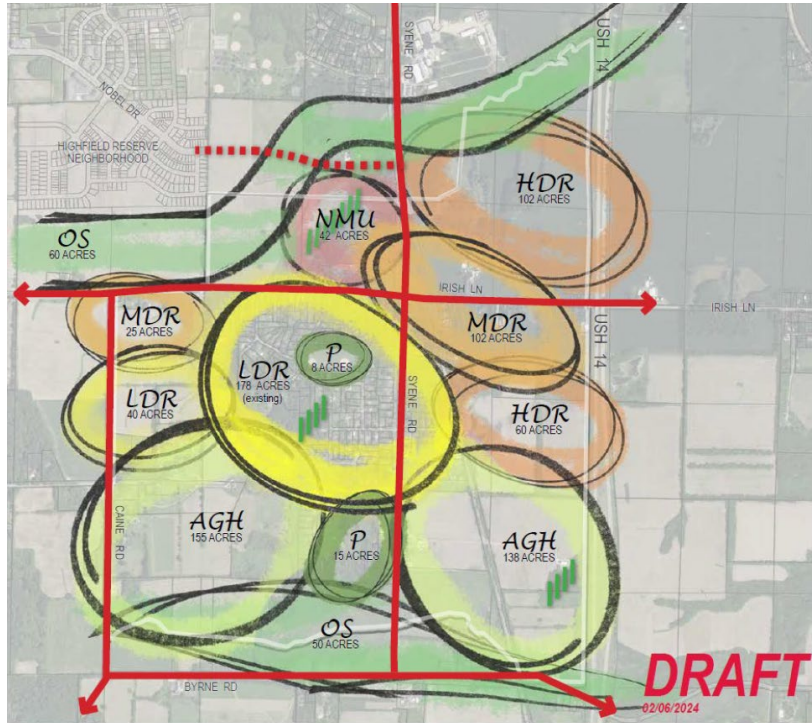 SYENE RD
USH 14
NOBEL DR
HIGHFIELD RESERVE
NEIGHBORHOOD
HDR
102 ACRES
NMU
42 ACRES
OS
60 ACRES
IRISH LN
IRISH LN
MDR
25 ACRES
MDR
102 ACRES
P
8 ACRES
LDR
178 ACRES
(existing)
USH 14
LDR
40 ACRES
SYENE RD
HDR
60 ACRES
AGH
155 ACRES
CAINE RD
P
15 ACRES
AGH
138 ACRES
OS
50 ACRES
BYRNE RD
DRAFT
02/06/2024